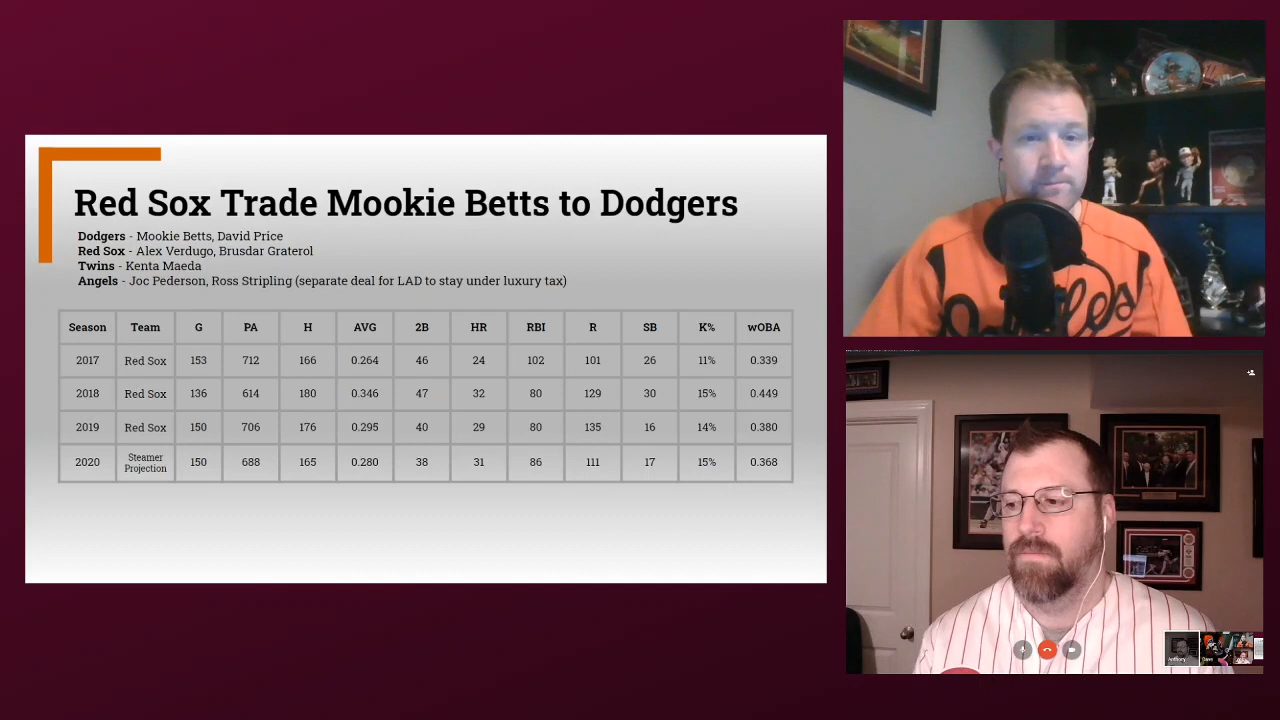 Red Sox Trade Mookie Betts to Dodgers
Dodgers - Mookie Betts, David Price
Red Sox - Alex Verdugo, Brusdar Graterol
Twins - Kenta Maeda
Angels - Joc Pederson, Ross Stripling (separate deal for LAD to stay under luxury tax)
Season Team G PA H AVG 2B HR RBI R SB K% wOBA
2017 Red Sox 153 712 166 0.264 46 24 102 101 26 11% 0.339
2018 Red Sox 136 614 180 0.346 47 32 80 129 30 15% 0.449
2019 Red Sox 150 706 176 0.295 40 29 80 135 16 14% 0.380
2020 Steamer Projection 150 688 165 0.280 38 31 86 111 17 15% 0.368
Orioles
Anthony
Dave